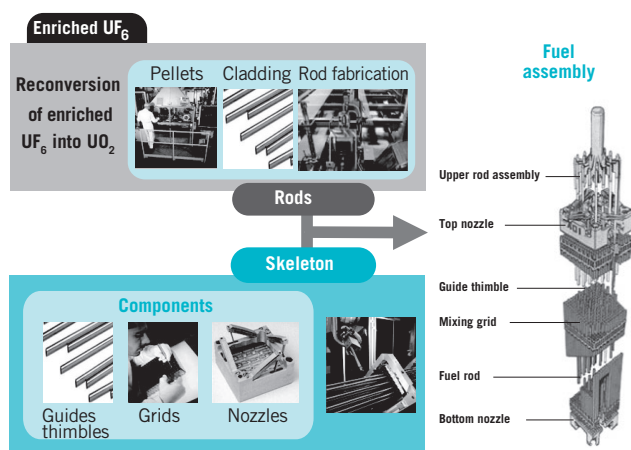 Enriched UF6
Reconversion
of enriched
UF6 into UO2
Pellets
Cladding
Rod fabrication
Rods
Skeleton
Components
Guides
thimbles
Grids
Nozzles
Fuel
assembly
Upper rod assembly
Top nozzle
Guide thimble
Mixing grid
Fuel rod
Bottom nozzle